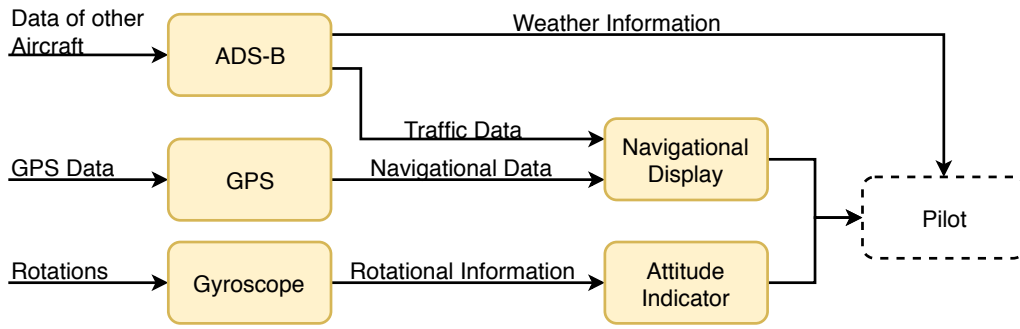 Data of other
Aircraft
ADS-B
Weather Information
Traffic Data
Navigational
Display
GPS Data
GPS
Navigational Data
Pilot
Rotations
Gyroscope
Rotational Information
Attitude
Indicator